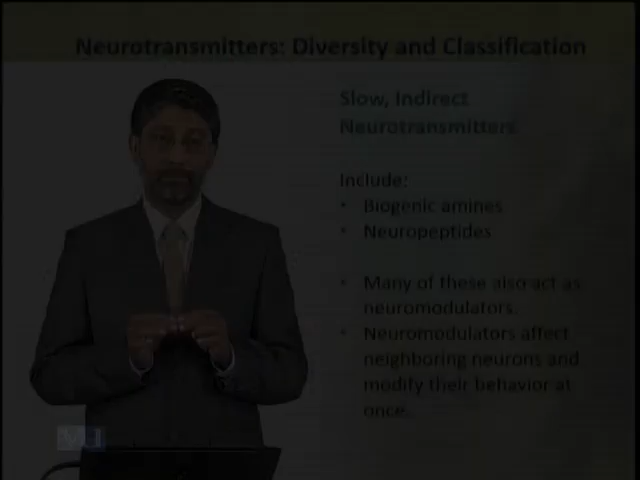 Neurotransmitters: Diversity and Classification
Slow, Indirect
Neurotransmitters
Include:
• Biogenic amines
• Neuropeptides
• Many of these also act as
neuromodulators.
• Neuromodulators affect
neighboring neurons and
modify their behavior at
once.